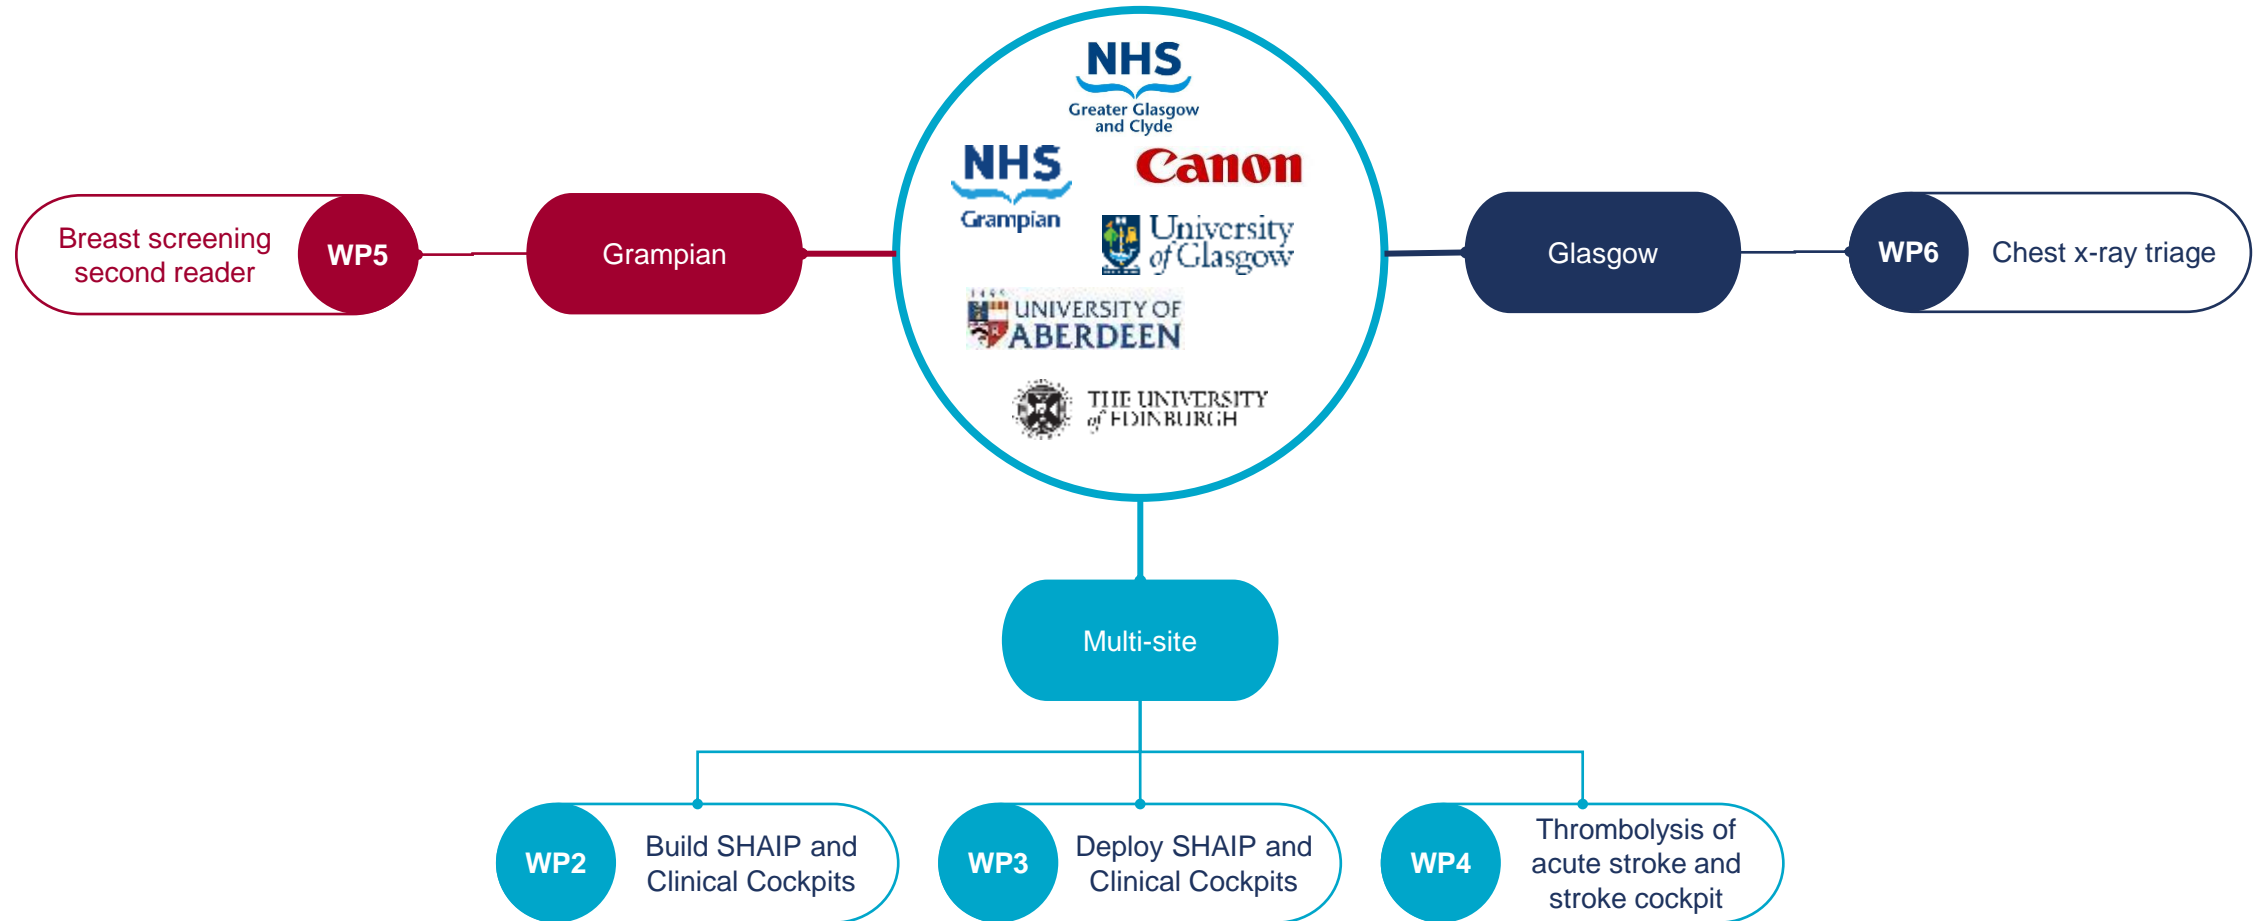 NHS
Greater Glasgow
and Clyde
NHS
Grampian
Canon
University
of Glasgow
1495
UNIVERSITY OF
ABERDEEN
THE UNIVERSITY
of EDINBURGH
Breast screening
second reader
WP5
Grampian
Glasgow
WP6
Chest x-ray triage
Multi-site
WP2
Build SHAIP and
Clinical Cockpits
WP3
Deploy SHAIP and
Clinical Cockpits
WP4
Thrombolysis of
acute stroke and
stroke cockpit